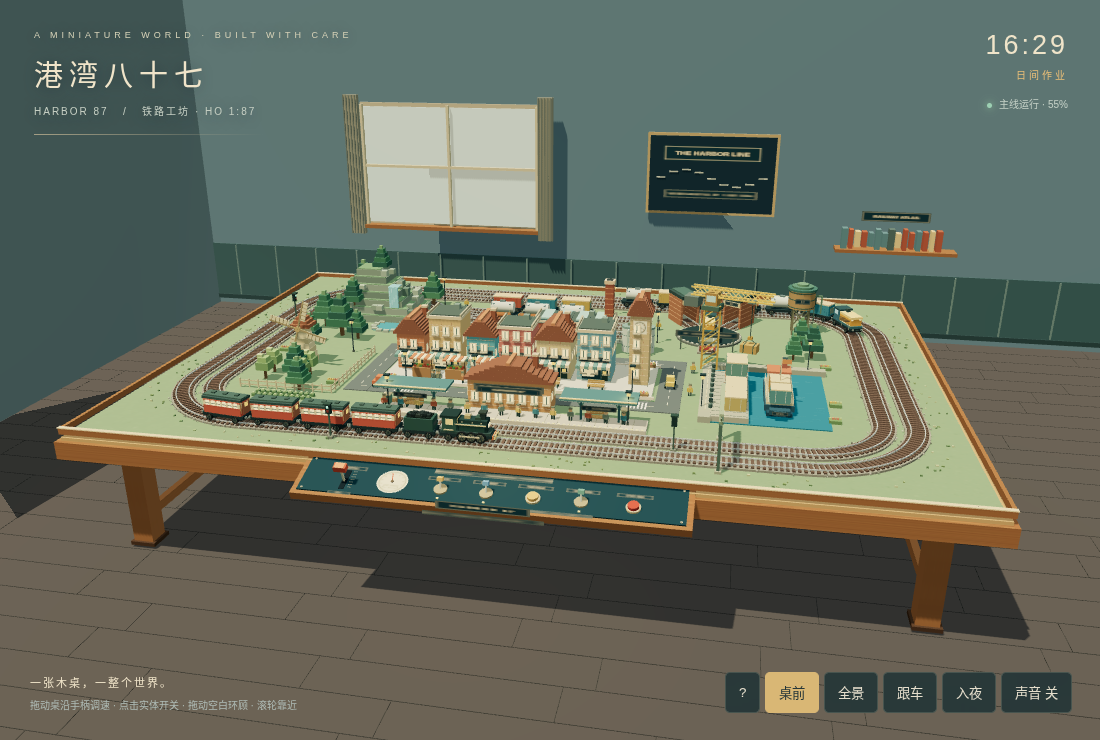 A MINIATURE WORLD · BUILT WITH CARE
港湾八十七
HARBOR 87 / 铁路工坊 · HO 1:87
16:29
日间作业
主线运行 · 55%
THE HARBOR LINE
一张木桌，一整个世界。
拖动桌沿手柄调速 · 点击实体开关 · 拖动空白环顾 · 滚轮靠近
?
桌前
全景
跟车
入夜
声音 关